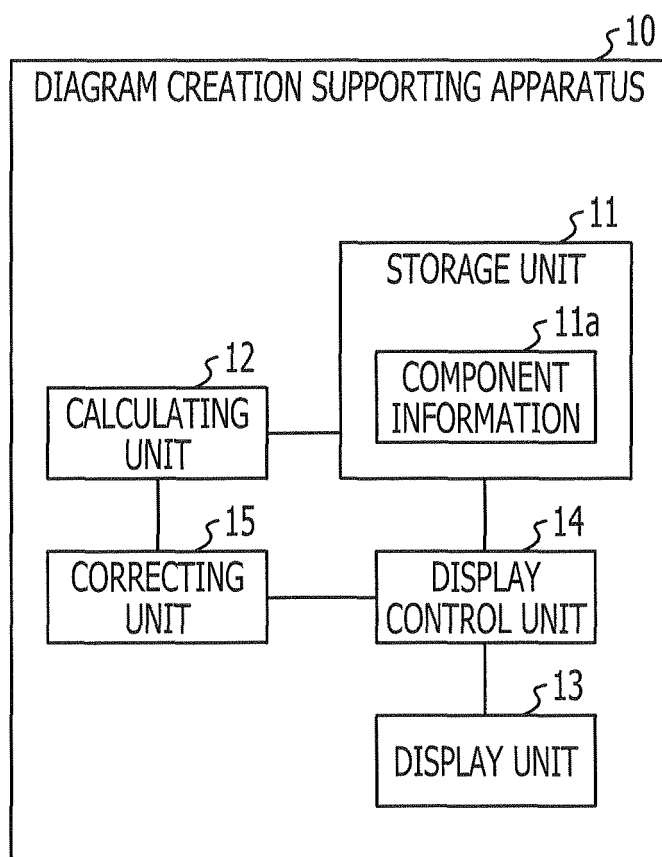 10
DIAGRAM CREATION SUPPORTING APPARATUS
11
STORAGE UNIT
11a
COMPONENT
INFORMATION
12
CALCULATING
UNIT
15
CORRECTING
UNIT
14
DISPLAY
CONTROL UNIT
13
DISPLAY UNIT